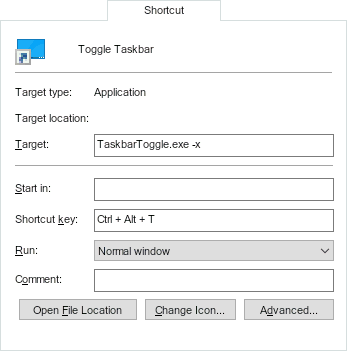 Shortcut
Toggle Taskbar
Target type: Application
Target location:
Target: TaskbarToggle.exe -x
Start in:
Shortcut key: Ctrl + Alt + T
Run: Normal window
Comment:
Open File Location Change Icon... Advanced...